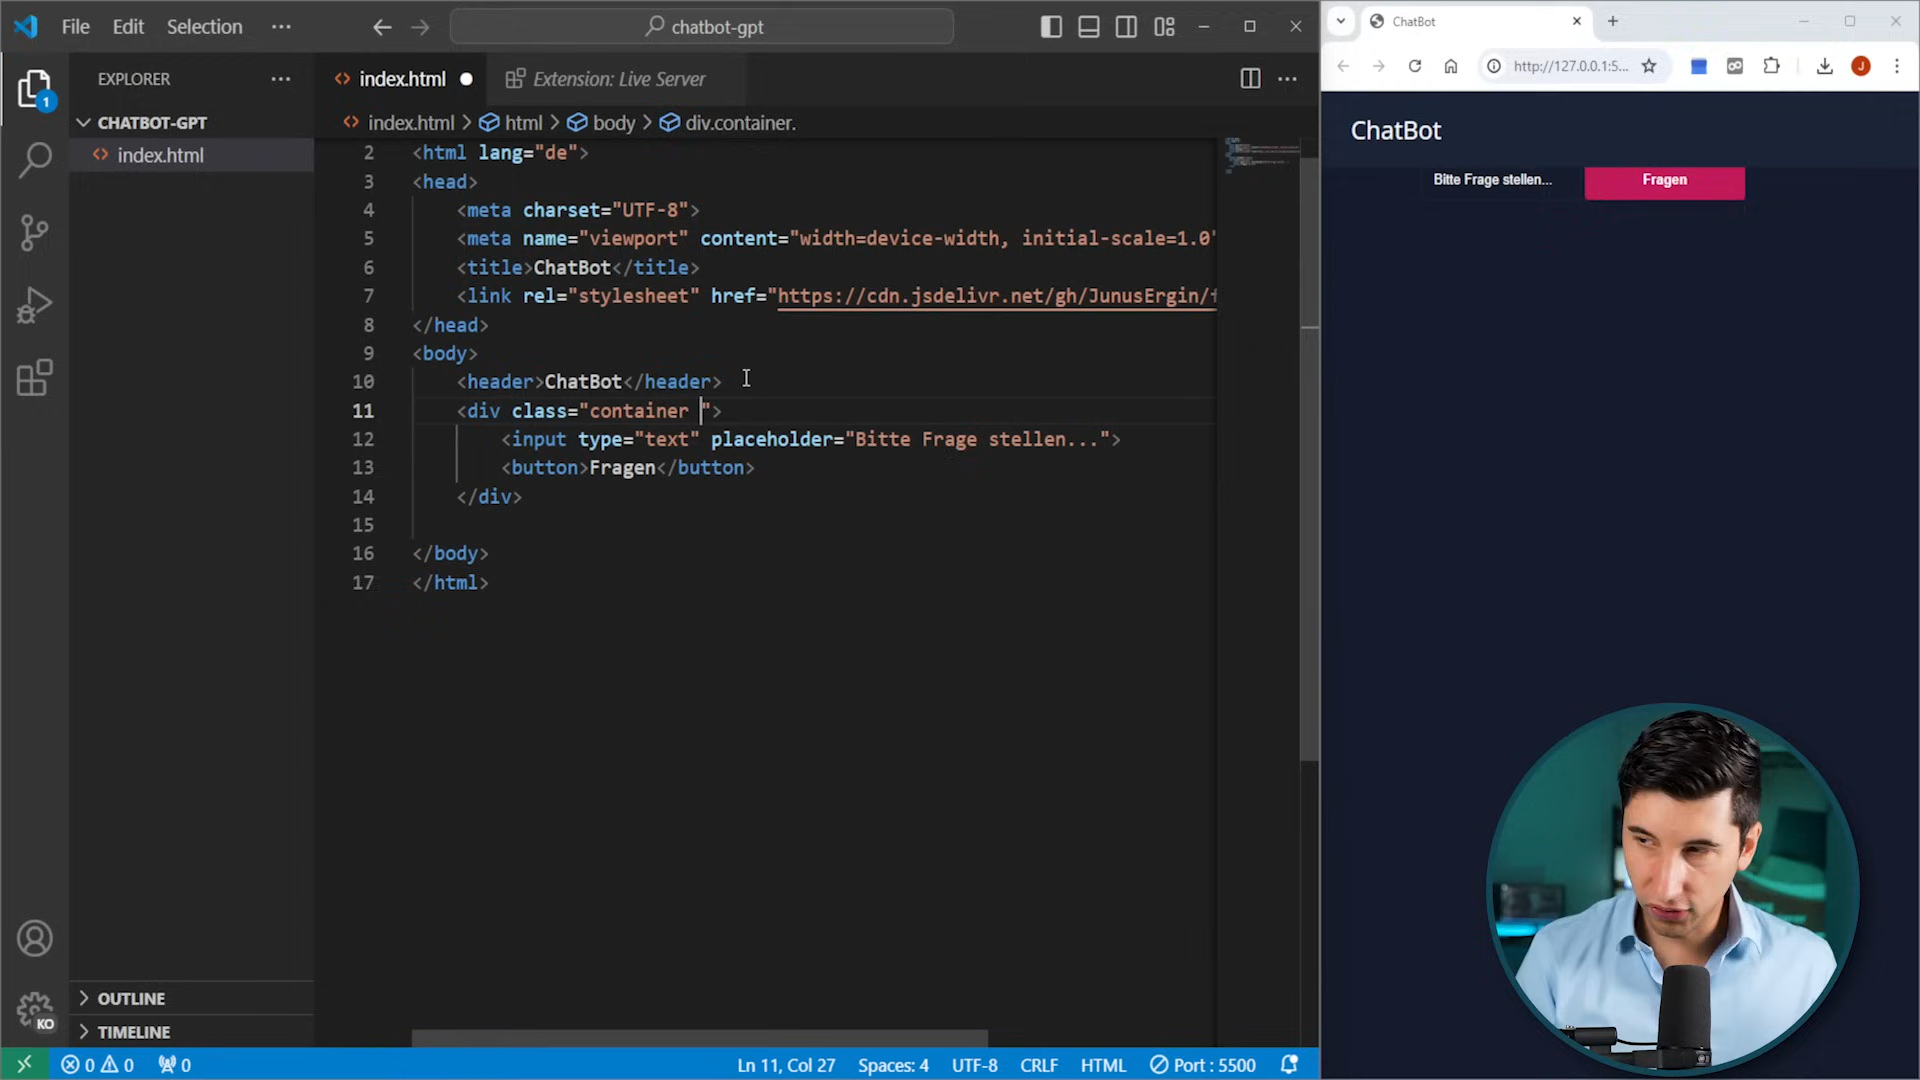 File Edit Selection ···
chatbot-gpt
EXPLORER ···
CHATBOT-GPT
index.html
1
index.html
Extension: Live Server
index.html > html > body > div.container.
2 <html lang="de">
3 <head>
4 <meta charset="UTF-8">
5 <meta name="viewport" content="width=device-width, initial-scale=1.0"
6 <title>ChatBot</title>
7 <link rel="stylesheet" href="https://cdn.jsdelivr.net/gh/JunusErgin/
8 </head>
9 <body>
10 <header>ChatBot</header>
11 <div class="container ">
12 <input type="text" placeholder="Bitte Frage stellen...">
13 <button>Fragen</button>
14 </div>
15
16 </body>
17 </html>
OUTLINE
TIMELINE
KO
0 0 0
Ln 11, Col 27 Spaces: 4 UTF-8 CRLF HTML Port : 5500
ChatBot
http://127.0.0.1:5...
J
ChatBot
Bitte Frage stellen... Fragen